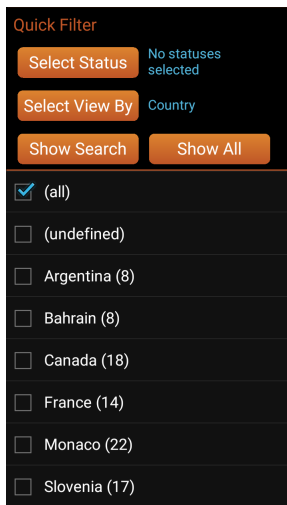 Quick Filter
Select Status
No statuses
selected
Select View By
Country
Show Search
Show All
(all)
(undefined)
Argentina (8)
Bahrain (8)
Canada (18)
France (14)
Monaco (22)
Slovenia (17)